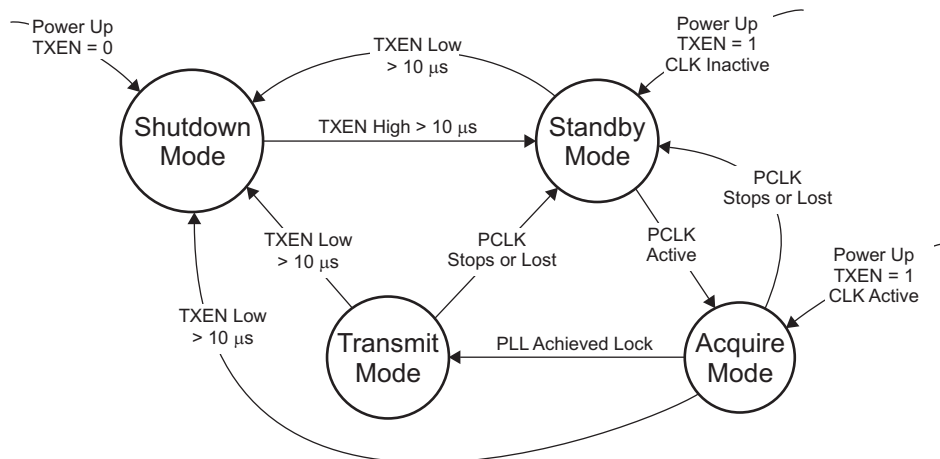 Power Up
TXEN = 0
TXEN Low
> 10 μs
Power Up
TXEN = 1
CLK Inactive
Shutdown
Mode
TXEN High > 10 μs
Standby
Mode
PCLK
Stops or Lost
TXEN Low
> 10 μs
PCLK
Stops or Lost
PCLK
Active
Power Up
TXEN = 1
CLK Active
TXEN Low
> 10 μs
Transmit
Mode
PLL Achieved Lock
Acquire
Mode